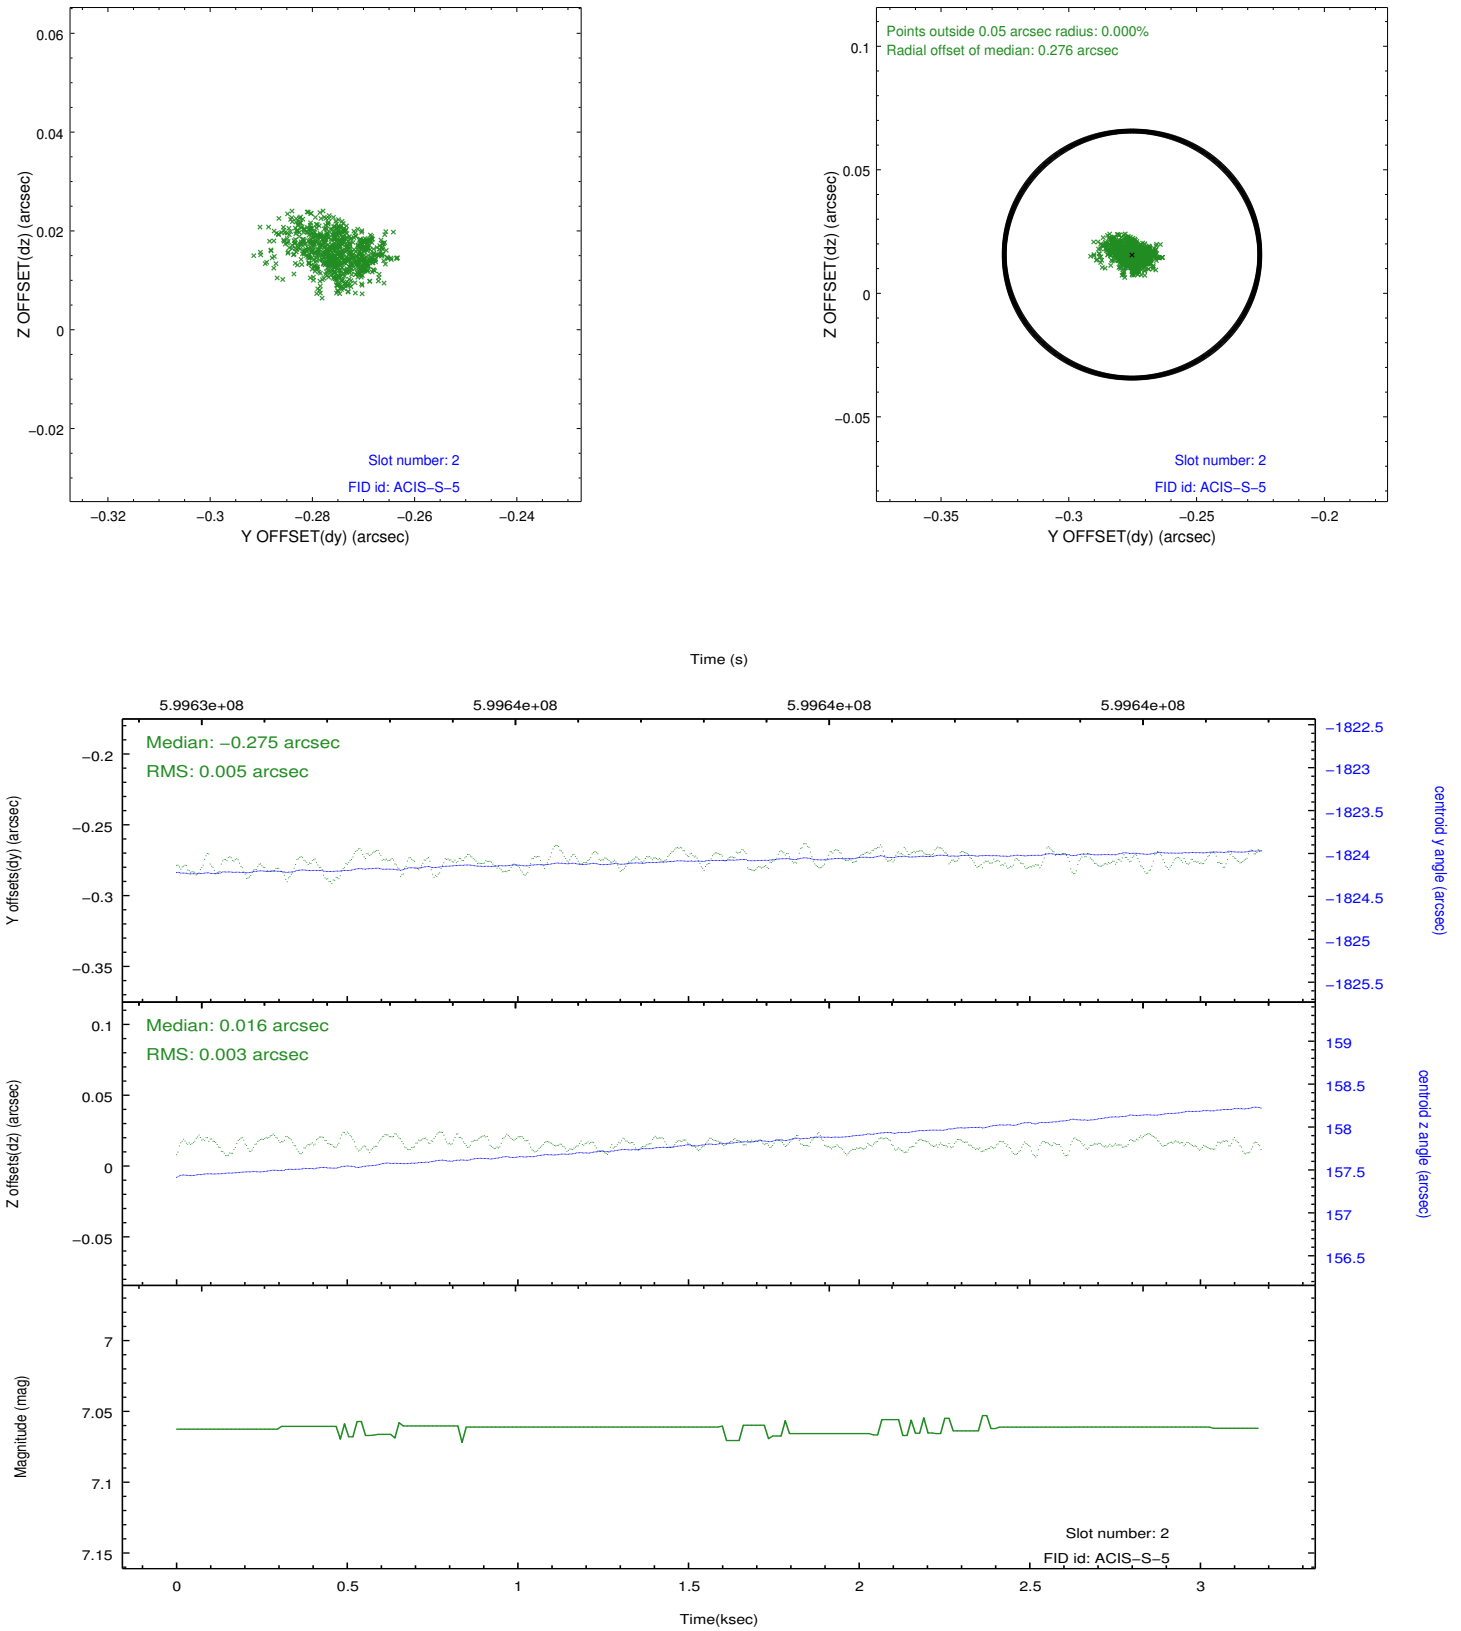 0.06
0.04
0.02
0
−0.02
Z OFFSET(dz) (arcsec)
Slot number: 2
FID id: ACIS−S−5
−0.32
−0.3
−0.28
−0.26
−0.24
Y OFFSET(dy) (arcsec)
Points outside 0.05 arcsec radius: 0.000%
Radial offset of median: 0.276 arcsec
0.1
0.05
0
−0.05
Z OFFSET(dz) (arcsec)
Slot number: 2
FID id: ACIS−S−5
−0.35
−0.3
−0.25
−0.2
Y OFFSET(dy) (arcsec)
Time (s)
5.9963e+08
5.9964e+08
5.9964e+08
5.9964e+08
Median: −0.275 arcsec
RMS: 0.005 arcsec
−0.2
−0.25
−0.3
−0.35
Y offsets(dy) (arcsec)
−1822.5
−1823
−1823.5
−1824
−1824.5
−1825
−1825.5
centroid y angle (arcsec)
Median: 0.016 arcsec
RMS: 0.003 arcsec
0.1
0.05
0
−0.05
Z offsets(dz) (arcsec)
159
158.5
158
157.5
157
156.5
centroid z angle (arcsec)
7
7.05
7.1
7.15
Magnitude (mag)
Slot number: 2
FID id: ACIS−S−5
0
0.5
1
1.5
2
2.5
3
Time(ksec)